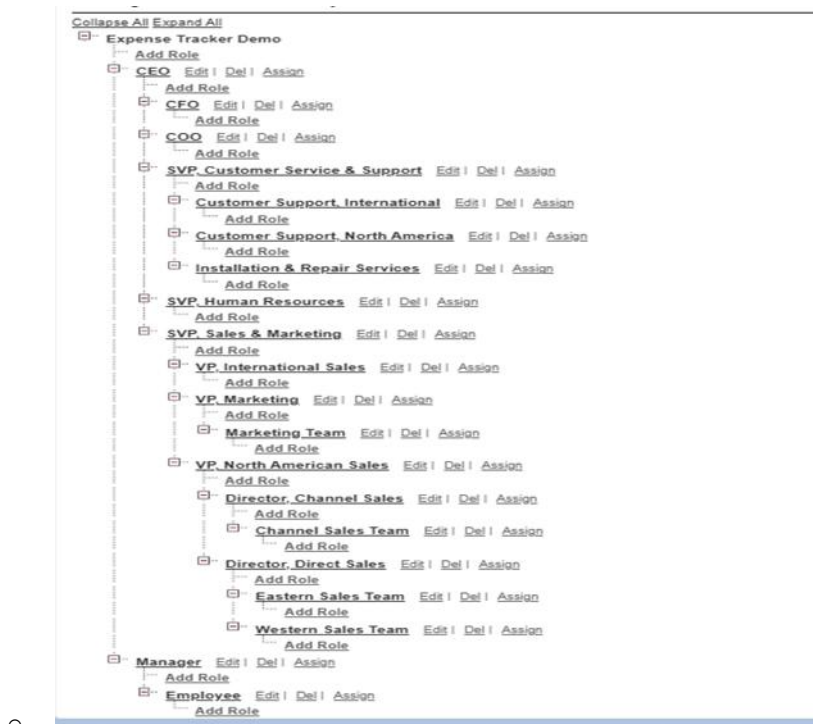 Collapse All Expand All
Expense Tracker Demo
Add Role
CEO Edit | Del | Assign
Add Role
CFO Edit | Del | Assign
Add Role
COO Edit | Del | Assign
Add Role
SVP, Customer Service & Support Edit | Del | Assign
Add Role
Customer Support, International Edit | Del | Assign
Add Role
Customer Support, North America Edit | Del | Assign
Add Role
Installation & Repair Services Edit | Del | Assign
Add Role
SVP, Human Resources Edit | Del | Assign
Add Role
SVP, Sales & Marketing Edit | Del | Assign
Add Role
VP, International Sales Edit | Del | Assign
Add Role
VP, Marketing Edit | Del | Assign
Add Role
Marketing Team Edit | Del | Assign
Add Role
VP, North American Sales Edit | Del | Assign
Add Role
Director, Channel Sales Edit | Del | Assign
Add Role
Channel Sales Team Edit | Del | Assign
Add Role
Director, Direct Sales Edit | Del | Assign
Add Role
Eastern Sales Team Edit | Del | Assign
Add Role
Western Sales Team Edit | Del | Assign
Add Role
Manager Edit | Del | Assign
Add Role
Employee Edit | Del | Assign
Add Role